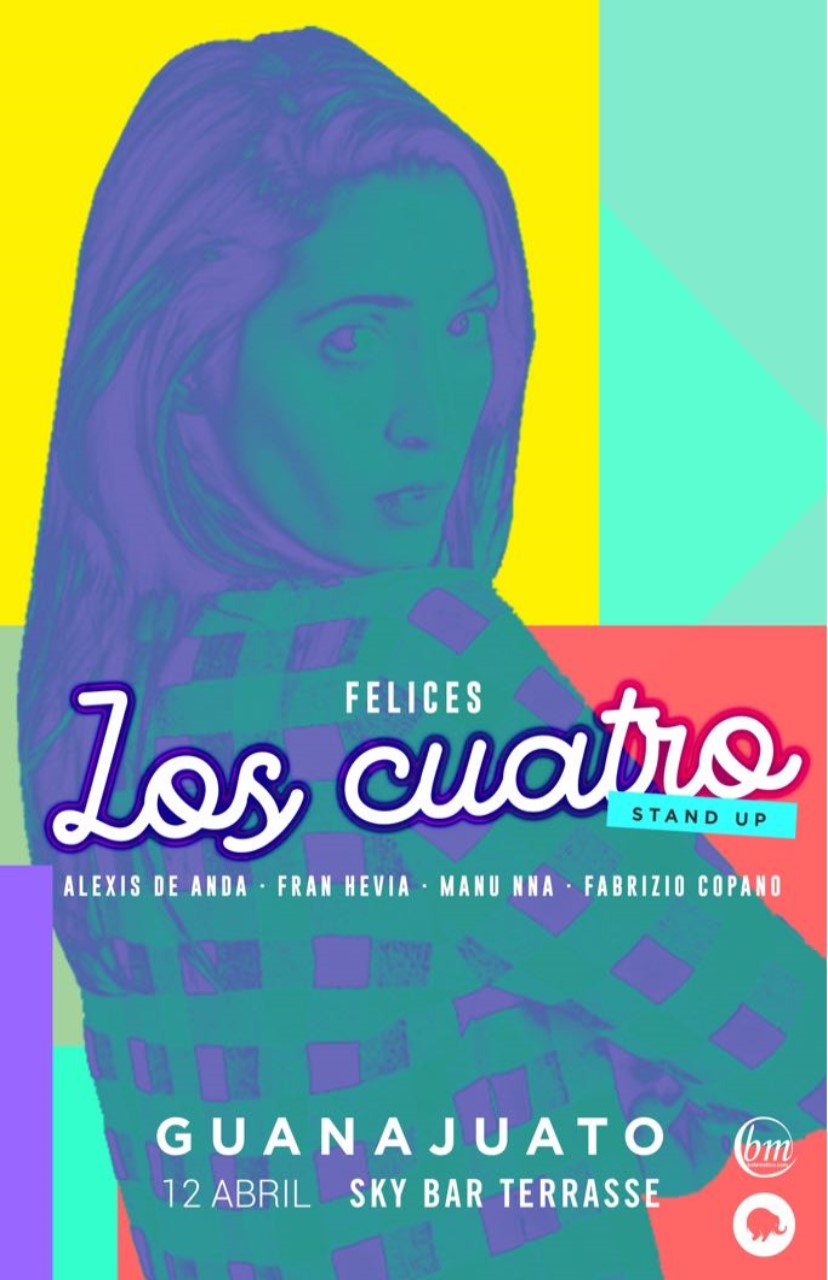 FELICES
Los cuatro
STAND UP
ALEXIS DE ANDA · FRAN HEVIA · MANU NNA · FABRIZIO COPANO
GUANAJUATO
12 ABRIL SKY BAR TERRASSE
bm